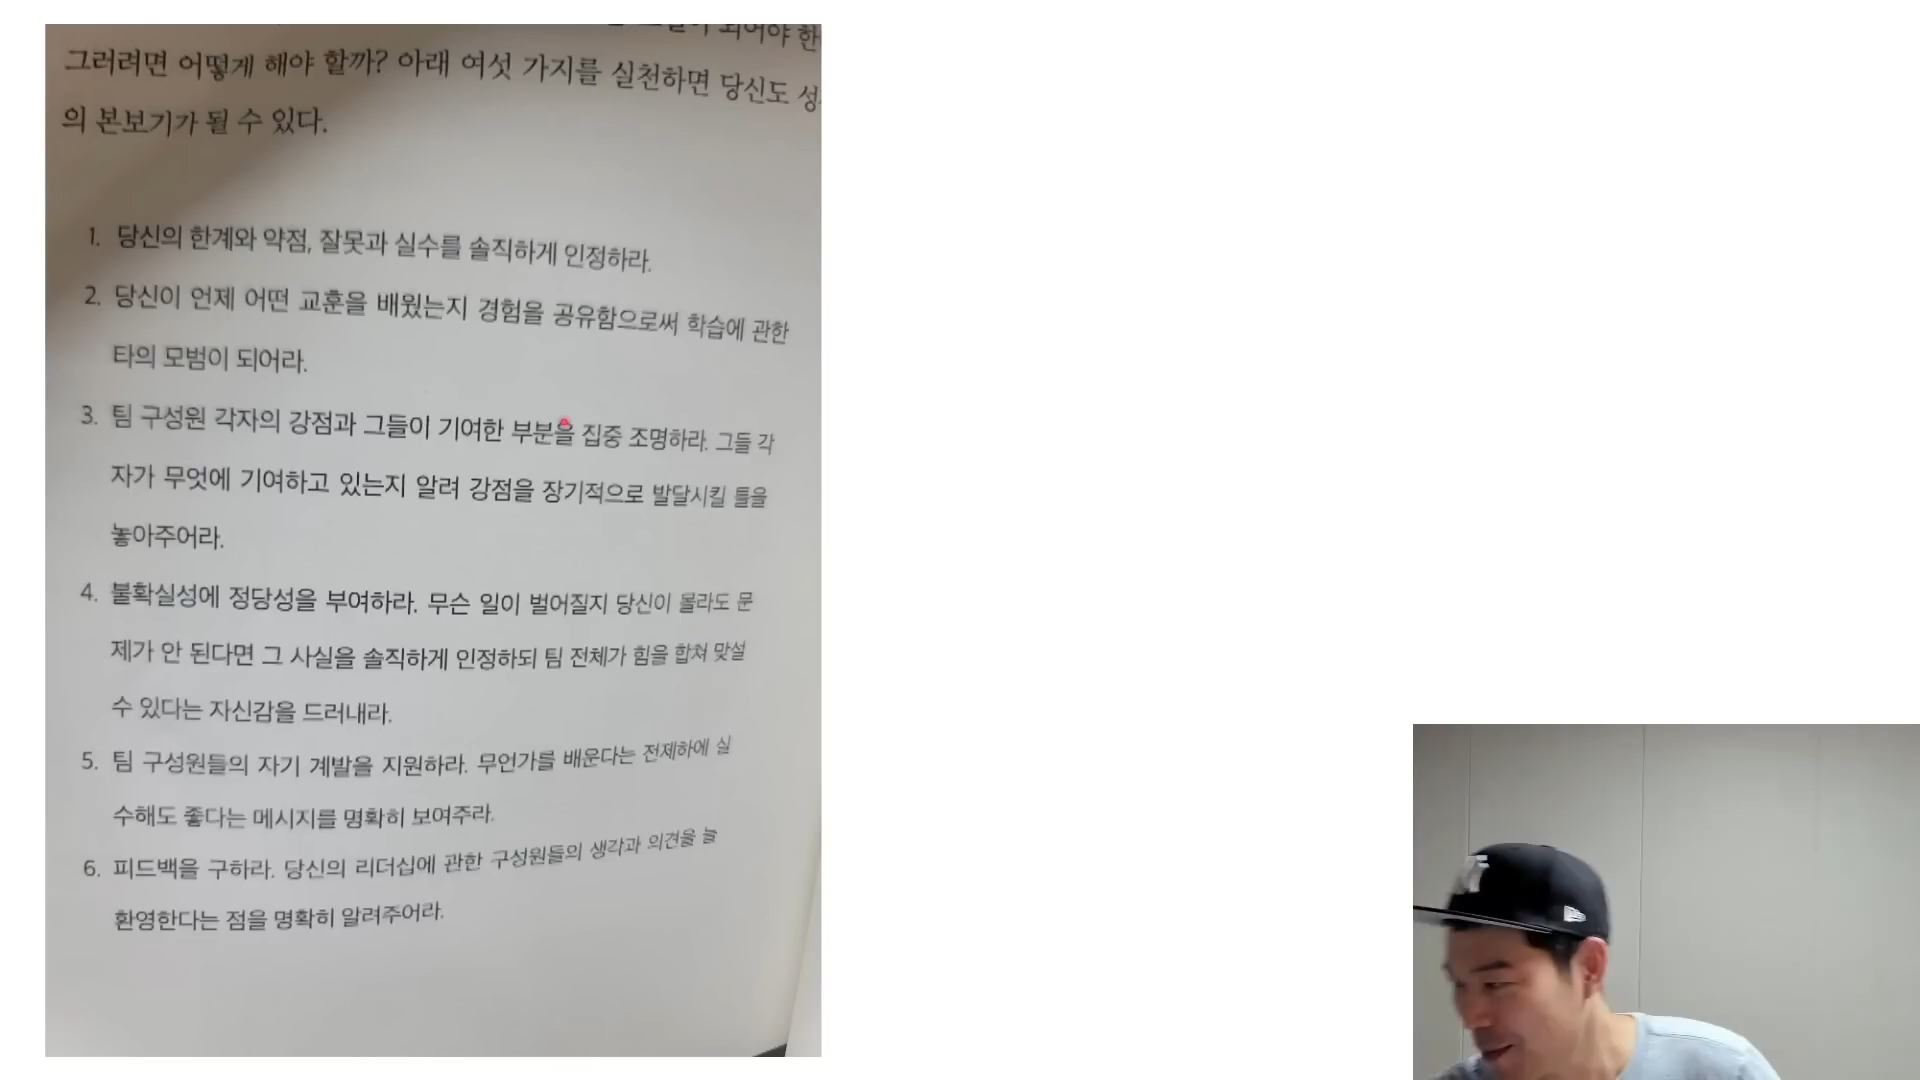 되어야 한
그러려면 어떻게 해야 할까? 아래 여섯 가지를 실천하면 당신도 성
의 본보기가 될 수 있다.
1. 당신의 한계와 약점, 잘못과 실수를 솔직하게 인정하라.
2. 당신이 언제 어떤 교훈을 배웠는지 경험을 공유함으로써 학습에 관한
타의 모범이 되어라.
3. 팀 구성원 각자의 강점과 그들이 기여한 부분을 집중 조명하라. 그들 각
자가 무엇에 기여하고 있는지 알려 강점을 장기적으로 발달시킬 틀을
놓아주어라.
4. 불확실성에 정당성을 부여하라. 무슨 일이 벌어질지 당신이 몰라도 문
제가 안 된다면 그 사실을 솔직하게 인정하되 팀 전체가 힘을 합쳐 맞설
수 있다는 자신감을 드러내라.
5. 팀 구성원들의 자기 계발을 지원하라. 무언가를 배운다는 전제하에 실
수해도 좋다는 메시지를 명확히 보여주라.
6. 피드백을 구하라. 당신의 리더십에 관한 구성원들의 생각과 의견을 늘
환영한다는 점을 명확히 알려주어라.